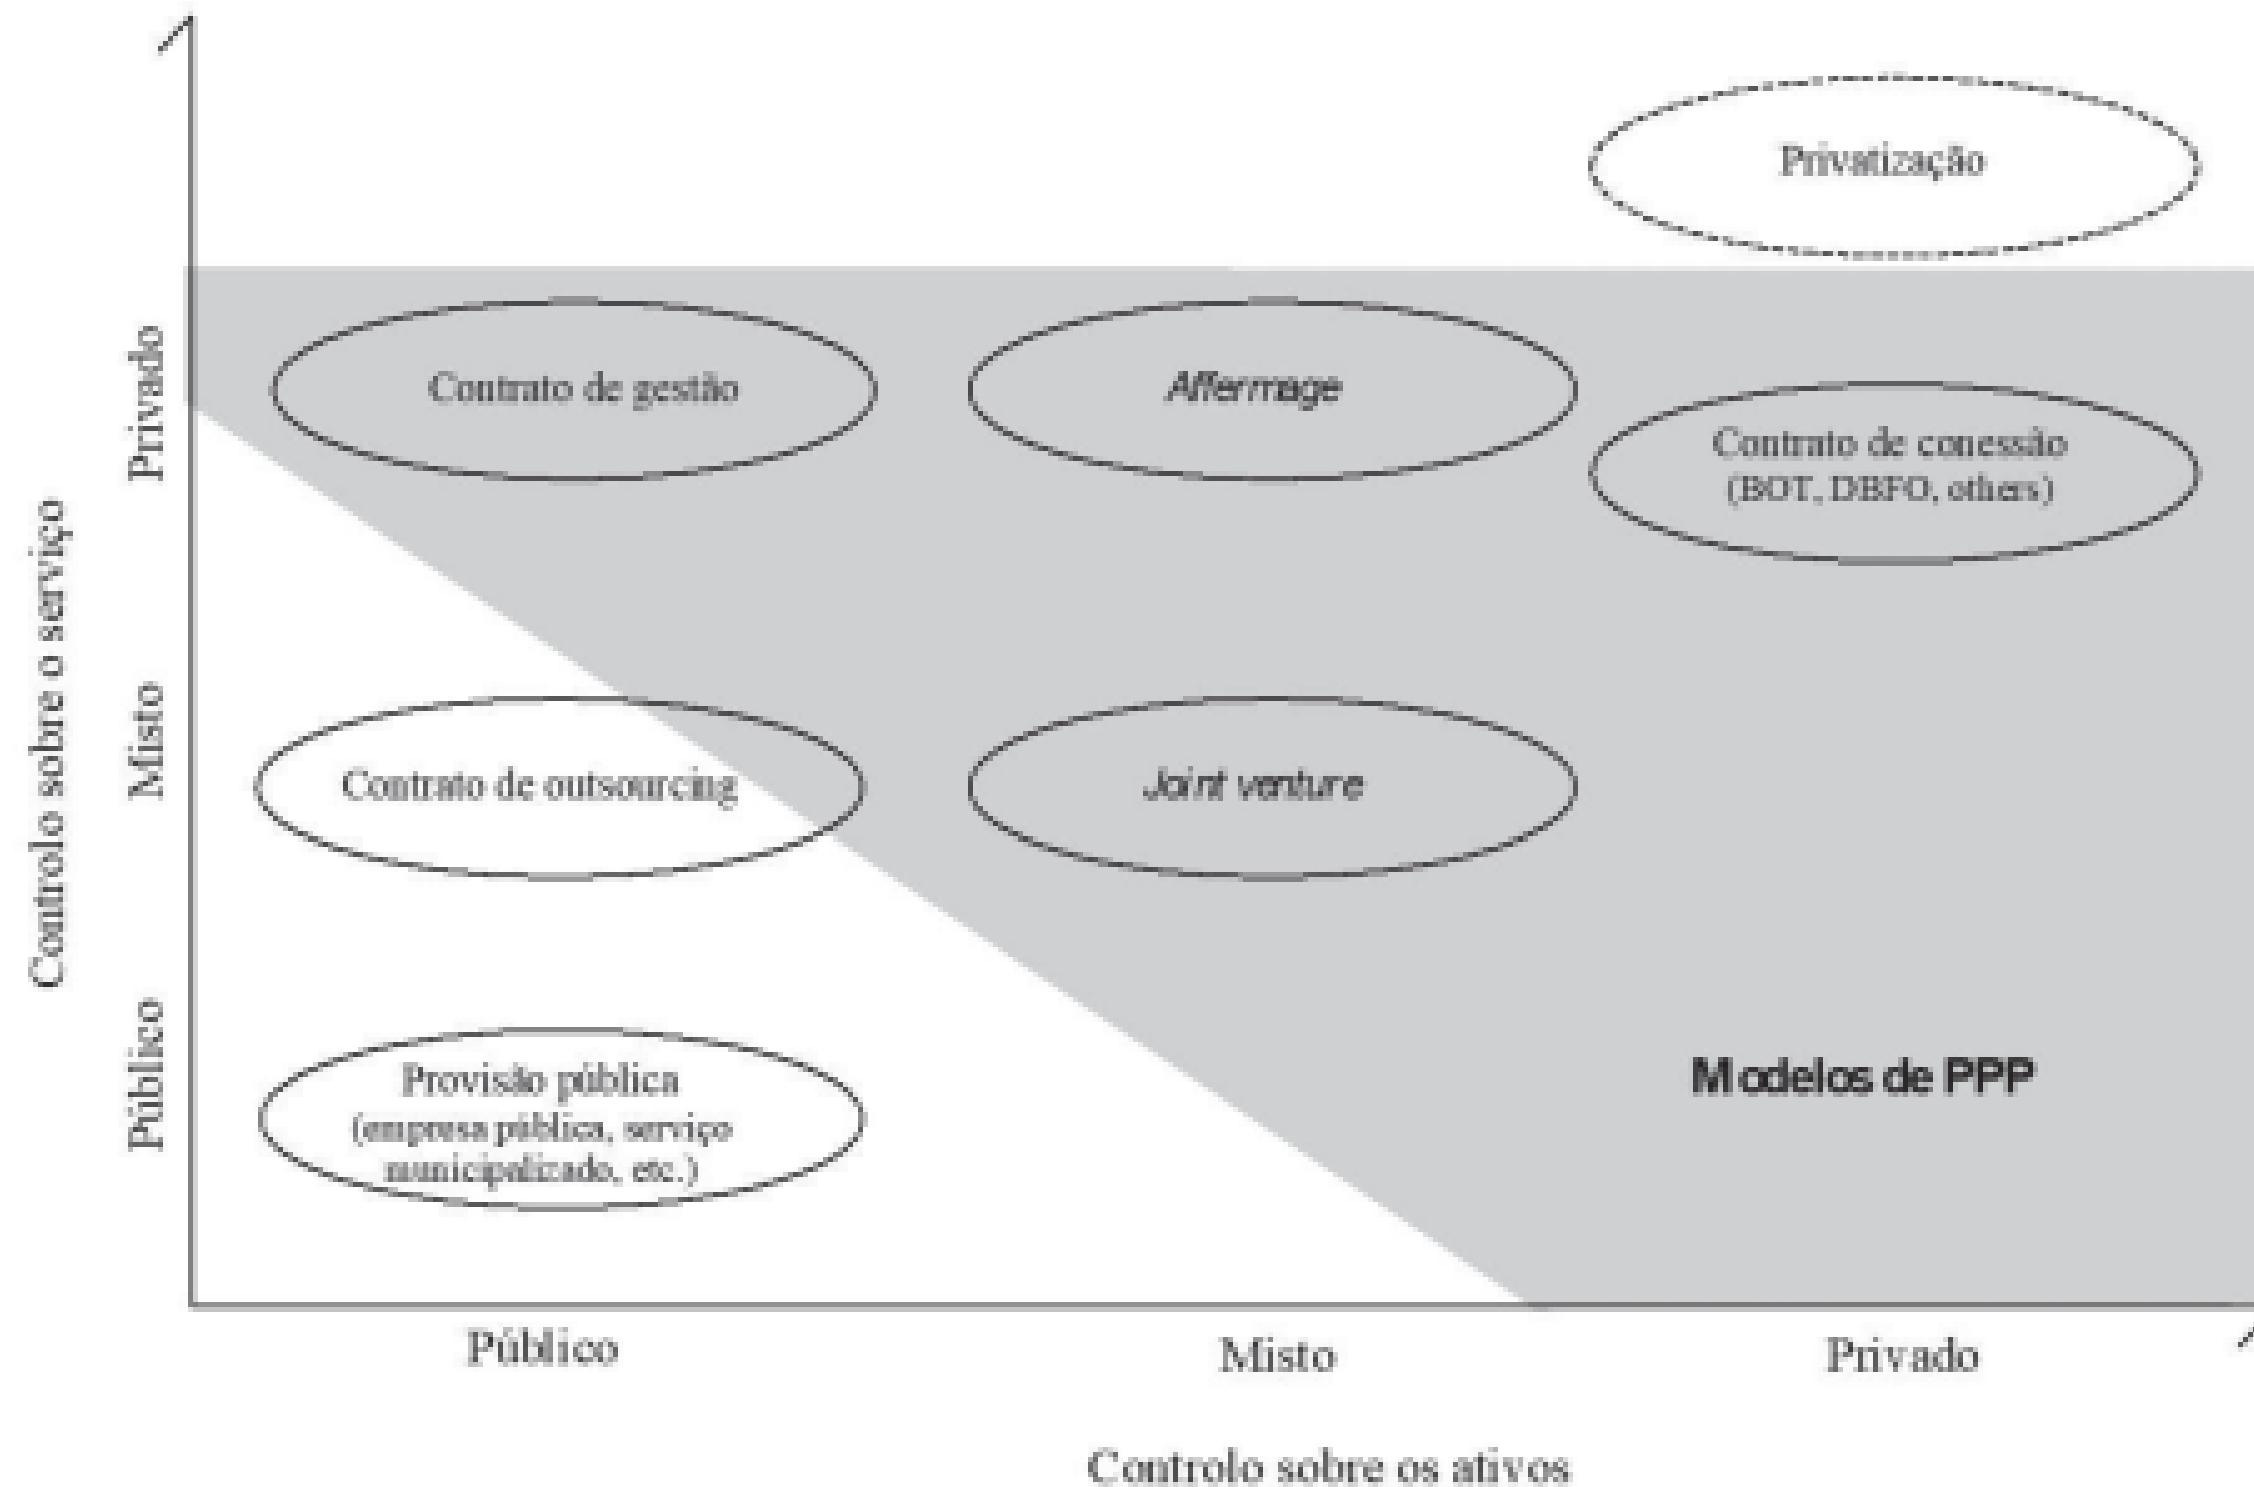 Privatização
Contrato de gestão
Affermage
Contrato de conessão
(BOT, DBFO, others)
Contrato de outsourcing
Joint venture
Provisão pública
(empresa pública, serviço
municipalizado, etc.)
Modelos de PPP
Controlo sobre o serviço
Privado
Misto
Público
Público
Misto
Privado
Controlo sobre os ativos